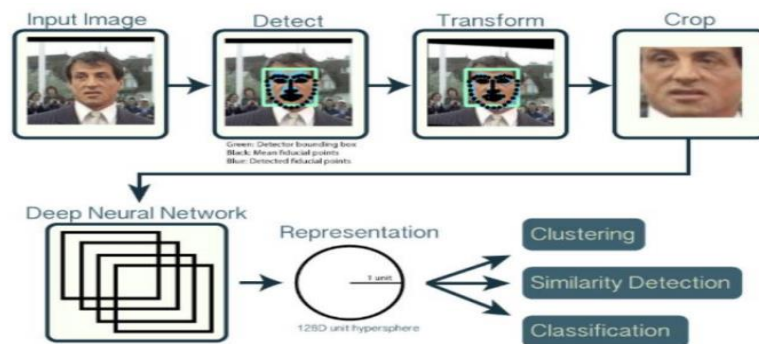 Input Image
Detect
Transform
Crop
Green: Detector bounding box
Black: Mean fiducial points
Blue: Detected fiducial points
Deep Neural Network
Representation
1 unit
128D unit hypersphere
Clustering
Similarity Detection
Classification